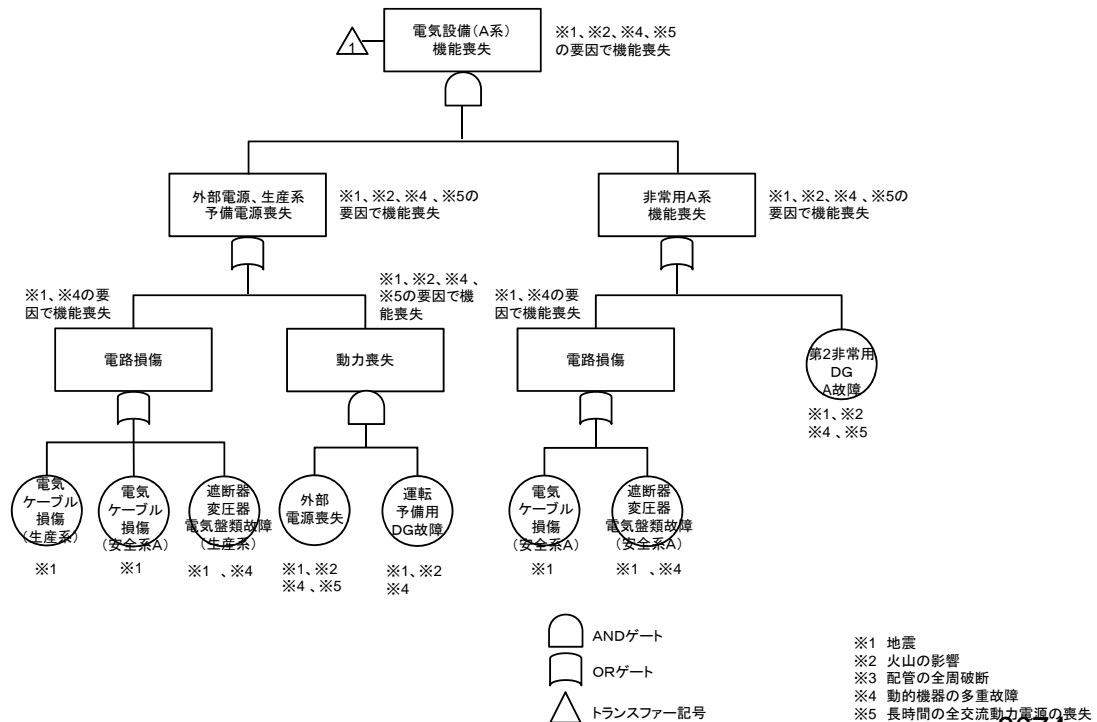 電気設備(A系)
機能喪失
※1、※2、※4、※5
の要因で機能喪失
1
外部電源、生産系
予備電源喪失
※1、※2、※4 、※5の
要因で機能喪失
非常用A系
機能喪失
※1、※2、※4 、※5の
要因で機能喪失
※1、※4の要
因で機能喪失
電路損傷
※1、※2、※4 、
※5の要因で機
能喪失
動力喪失
※1、※4の要
因で機能喪失
電路損傷
第2非常用
DG
A故障
※1、※2
※4 、※5
電気
ケーブル
損傷
(生産系)
※1
電気
ケーブル
損傷
(安全系A)
※1
遮断器
変圧器
電気盤類故障
(生産系)
※1 、※4
外部
電源喪失
※1、※2
※4 、※5
運転
予備用
DG故障
※1、※2
※4
電気
ケーブル
損傷
(安全系A)
※1
遮断器
変圧器
電気盤類故障
(安全系A)
※1 、※4
ANDゲート
ORゲート
トランスファー記号
※1 地震
※2 火山の影響
※3 配管の全周破断
※4 動的機器の多重故障
※5 長時間の全交流動力電源の喪失